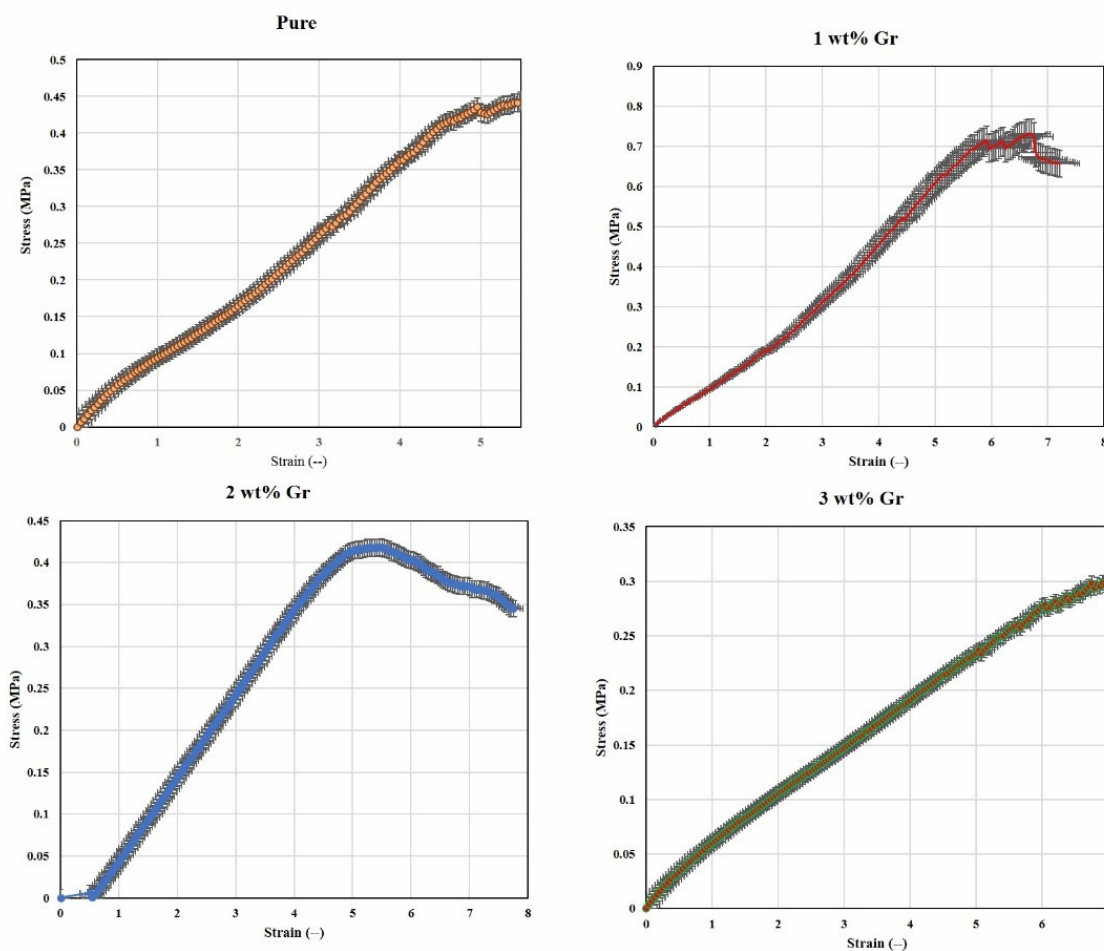 Pure
Stress (MPa)
0.5
0.45
0.4
0.35
0.3
0.25
0.2
0.15
0.1
0.05
0
0 1 2 3 4 5
Strain (--)
1 wt% Gr
Stress (MPa)
0.9
0.8
0.7
0.6
0.5
0.4
0.3
0.2
0.1
0
0 1 2 3 4 5 6 7 8
Strain (--)
2 wt% Gr
Stress (MPa)
0.45
0.4
0.35
0.3
0.25
0.2
0.15
0.1
0.05
0
0 1 2 3 4 5 6 7 8
Strain (--)
3 wt% Gr
Stress (MPa)
0.35
0.3
0.25
0.2
0.15
0.1
0.05
0
0 1 2 3 4 5 6
Strain (--)